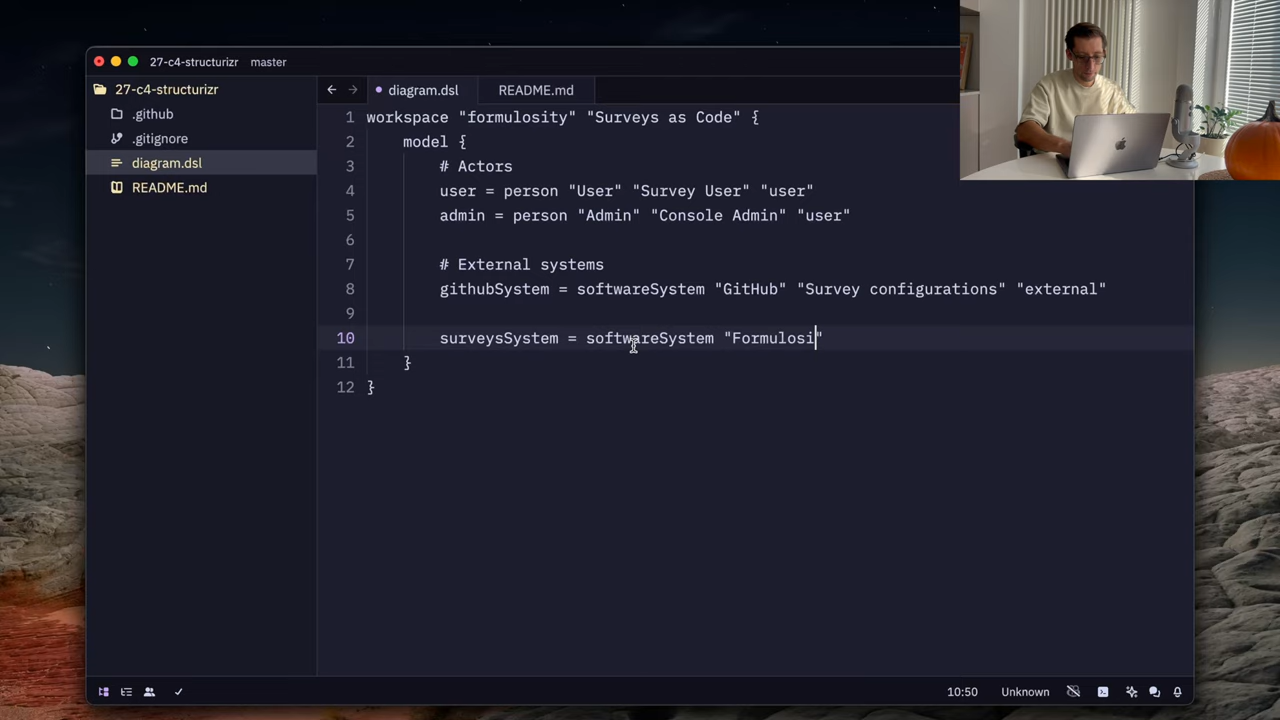 27-c4-structurizr master
27-c4-structurizr
.github
.gitignore
diagram.dsl
README.md
diagram.dsl README.md
1 workspace "formulosity" "Surveys as Code" {
2 model {
3 # Actors
4 user = person "User" "Survey User" "user"
5 admin = person "Admin" "Console Admin" "user"
6
7 # External systems
8 githubSystem = softwareSystem "GitHub" "Survey configurations" "external"
9
10 surveysSystem = softwareSystem "Formulosi"
11 }
12 }
10:50 Unknown